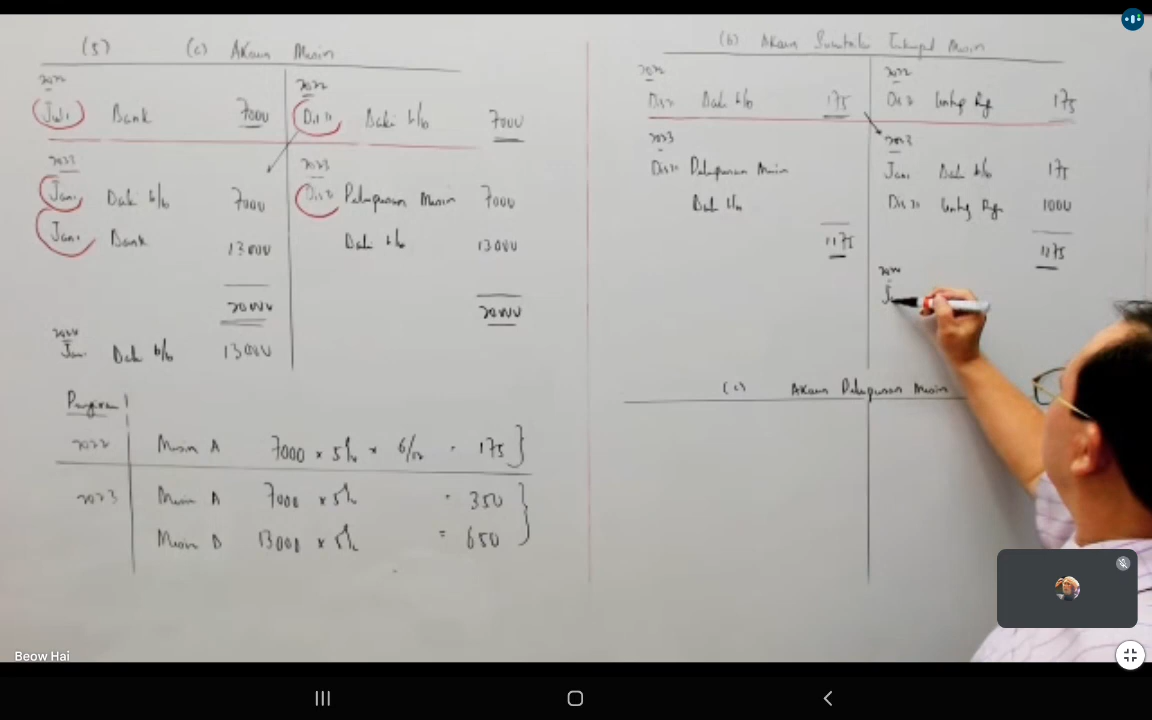 (5) (a) Akaun Mesin
2022
Julai Bank 7000
2022
Dis 31 Baki h/b 7000
2023
Jan 1 Baki b/b 7000
Jan 1 Bank 13000
20000
2023
Dis 31 Pelupusan Mesin 7000
Baki h/b 13000
20000
2024
Jan 1 Baki b/b 13000
2022 Mesin A 7000 × 5% × 6/12 = 175
2023 Mesin A 7000 × 5% = 350
Mesin B 13000 × 5% = 650
(b) Akaun Susut nilai Terkumpul Mesin
2022
Dis 31 Baki h/b 175
2022
Dis 31 Untung Rugi 175
2023
Dis 31 Pelupusan Mesin
Baki h/b
1175
2023
Jan 1 Baki b/b 175
Dis 31 Untung Rugi 1000
1175
2024
(c) Akaun Pelupusan Mesin
Beow Hai